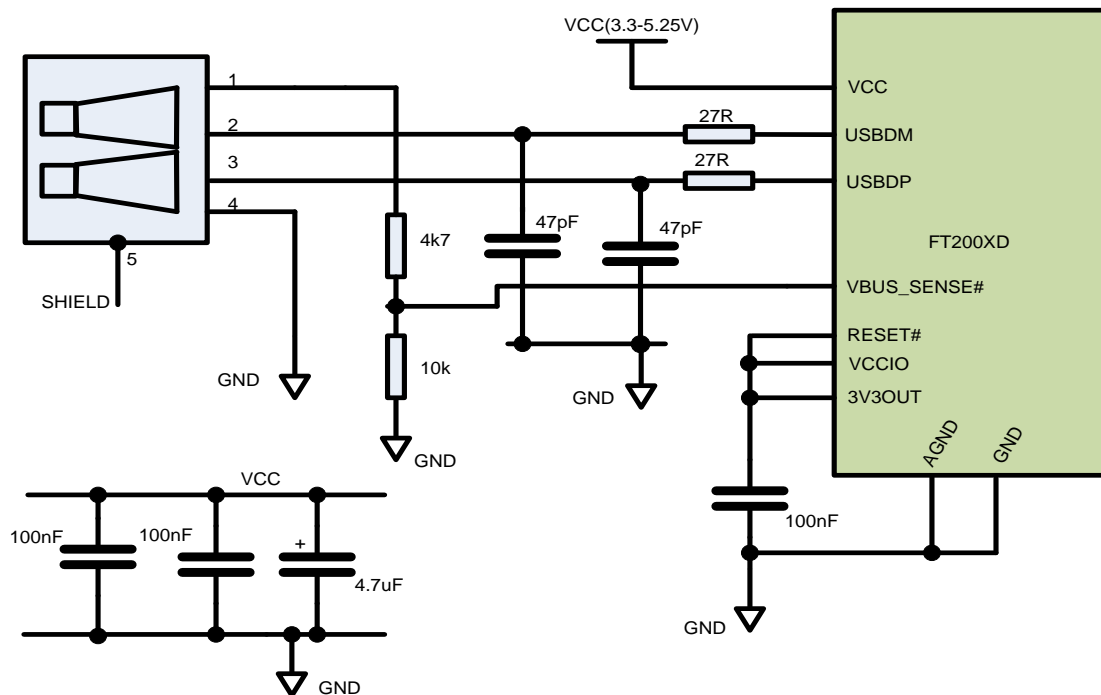 VCC(3.3-5.25V)
1
VCC
27R
2
USBDM
27R
3
USBDP
4
47pF
47pF
4k7
FT200XD
5
SHIELD
VBUS_SENSE#
RESET#
10k
VCCIO
GND
3V3OUT
GND
GND
AGND
GND
VCC
100nF
100nF
+
4.7uF
100nF
GND
GND